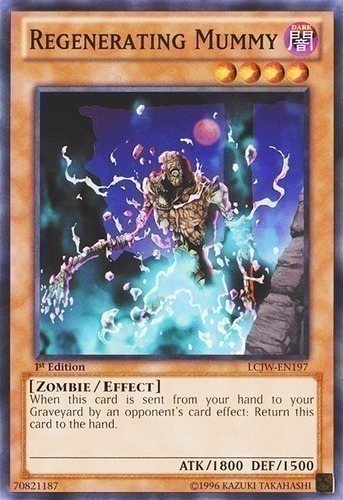 REGENERATING MUMMY
DARK
闇
1st Edition
LCJW-EN197
[ZOMBIE/EFFECT]
When this card is sent from your hand to your
Graveyard by an opponent's card effect: Return
this card to the hand.
ATK/1800 DEF/1500
70821187
©1996 KAZUKI TAKAHASHI